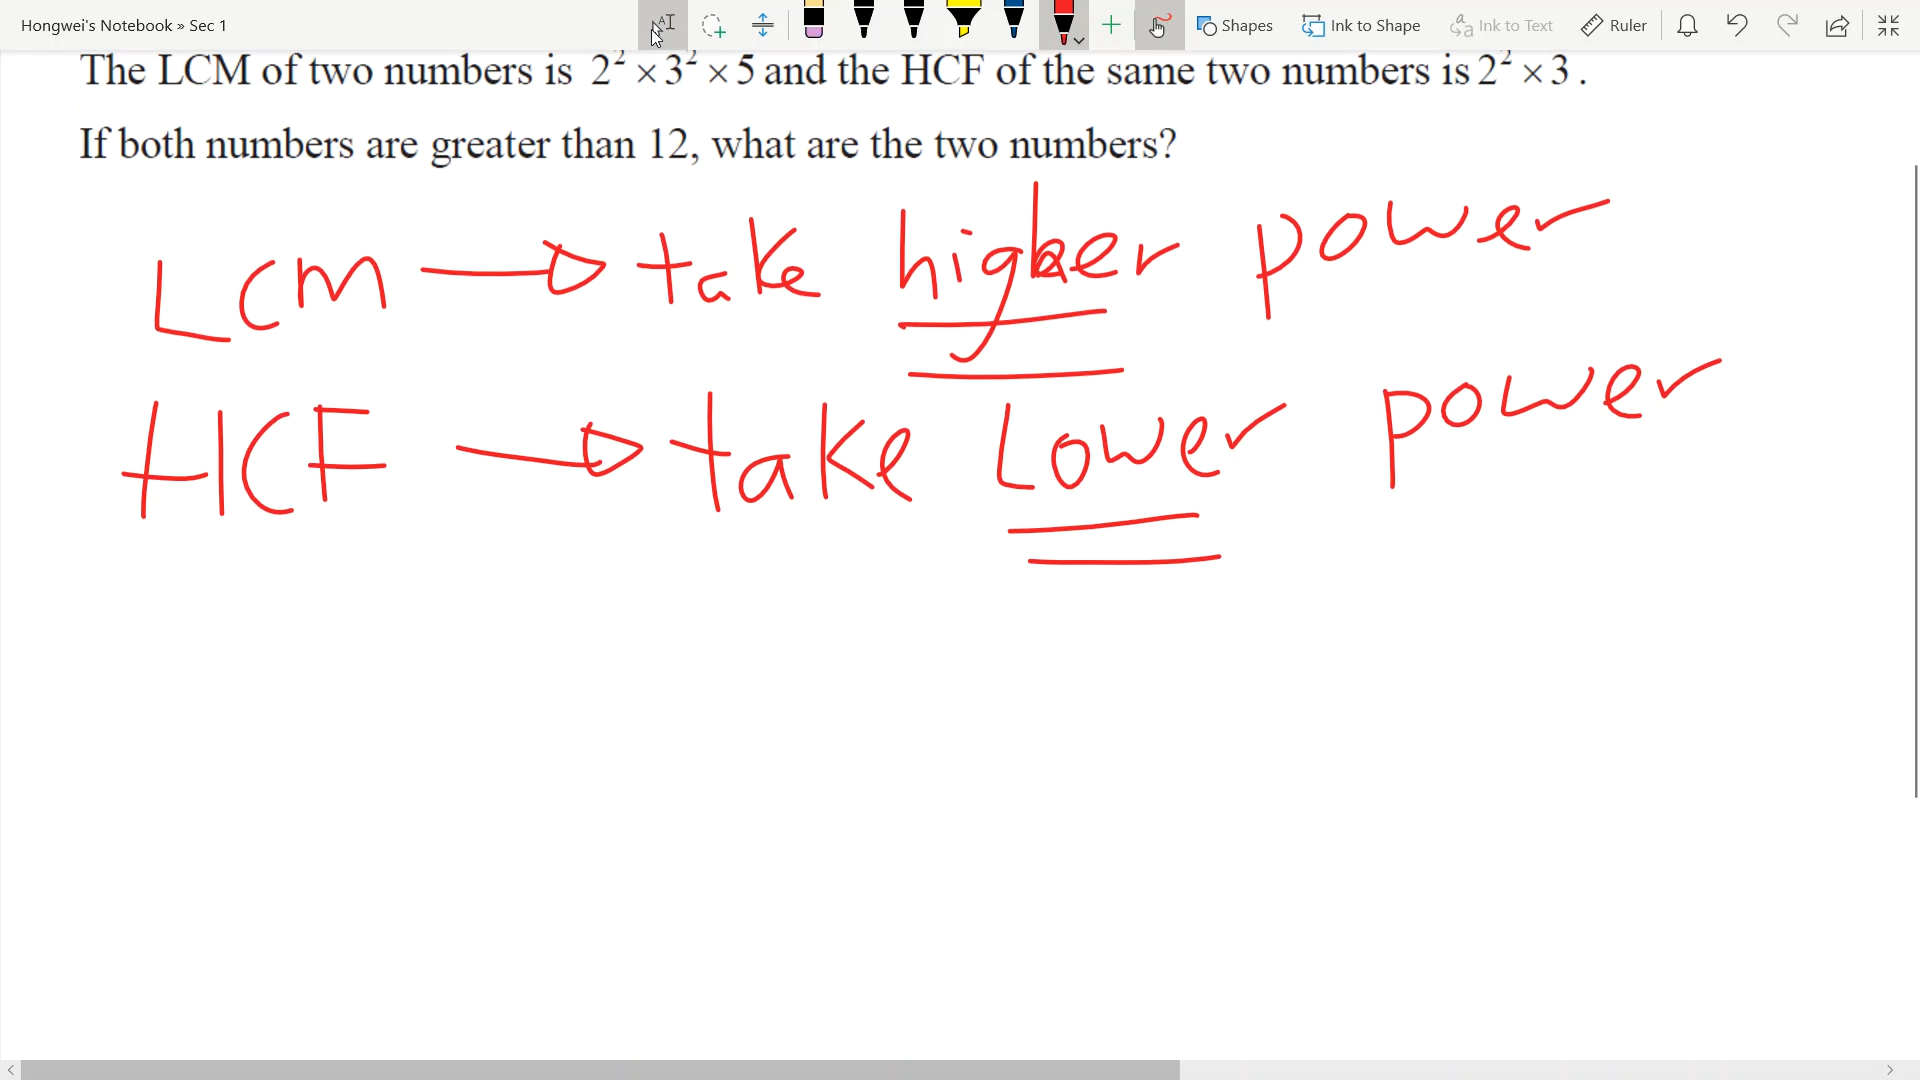 Hongwei's Notebook » Sec 1
Shapes Ink to Shape Ink to Text Ruler
The LCM of two numbers is 2² × 3² × 5 and the HCF of the same two numbers is 2² × 3 .
If both numbers are greater than 12, what are the two numbers?
LCM → take higher power
HCF → take Lower power